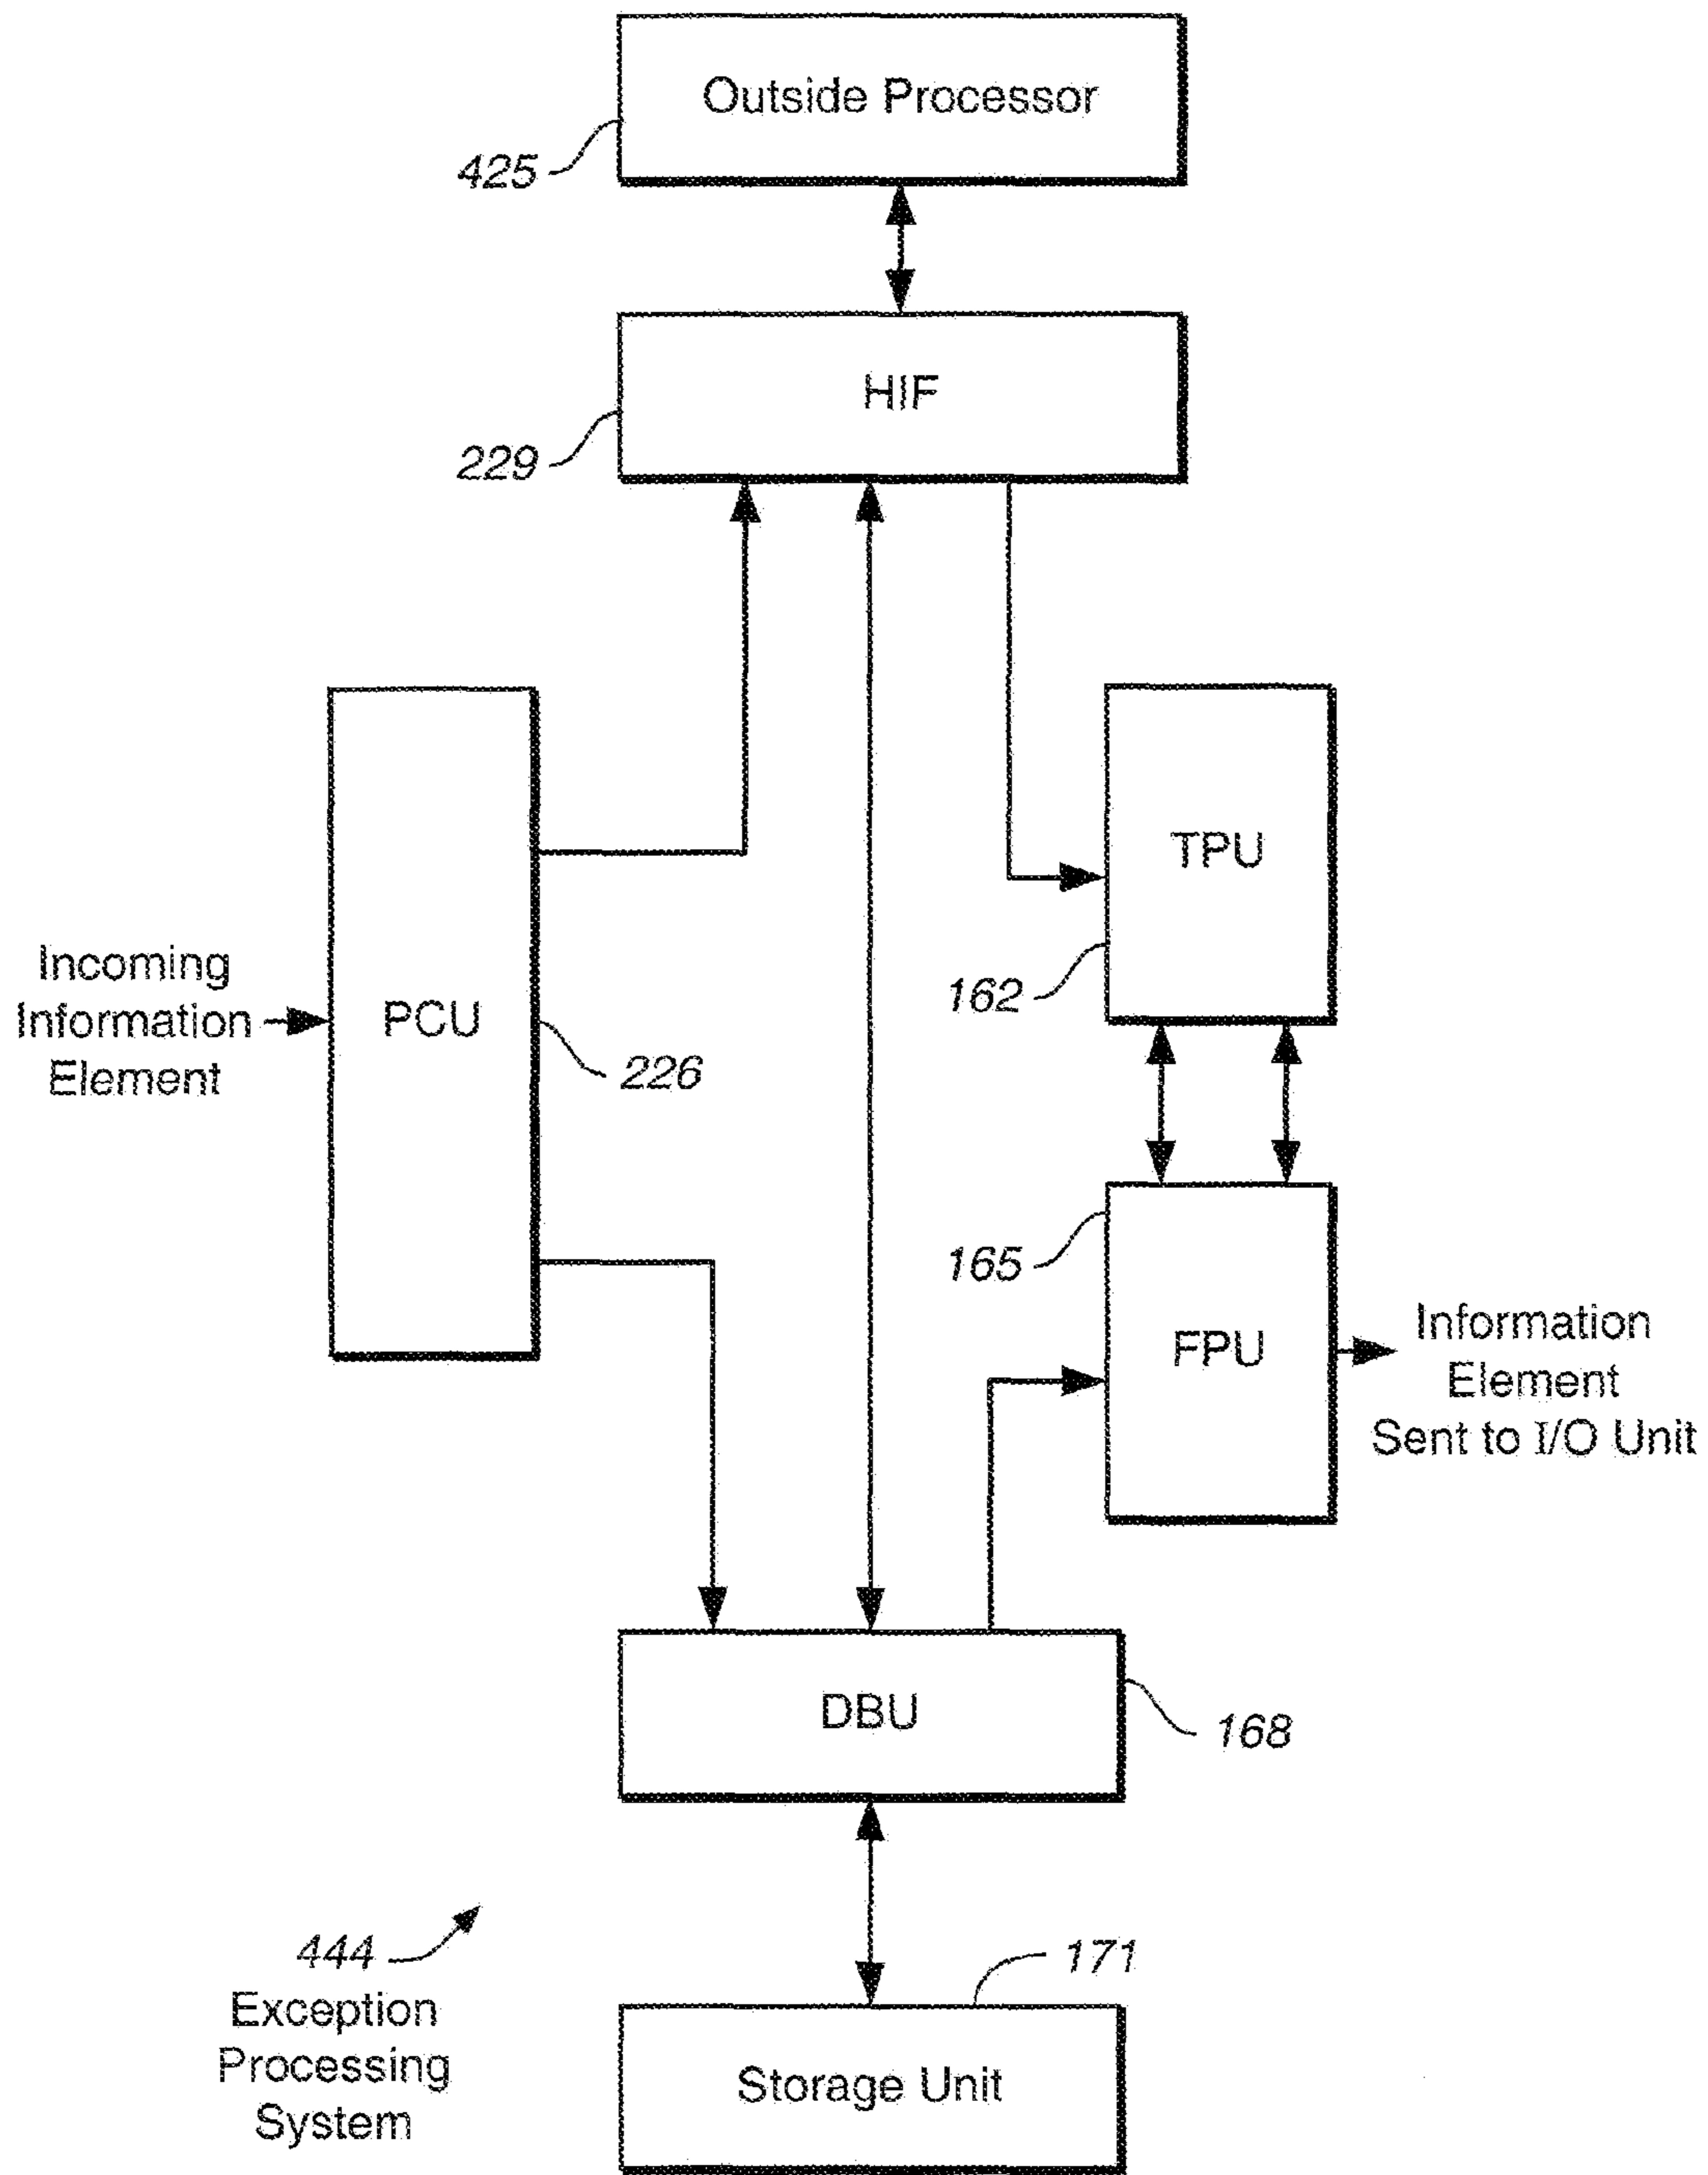 Outside Processor
425
HIF
229
TPU
162
Incoming
Information
Element
PCU
226
165
FPU
Information
Element
Sent to I/O Unit
DBU
168
444
Exception
Processing
System
171
Storage Unit